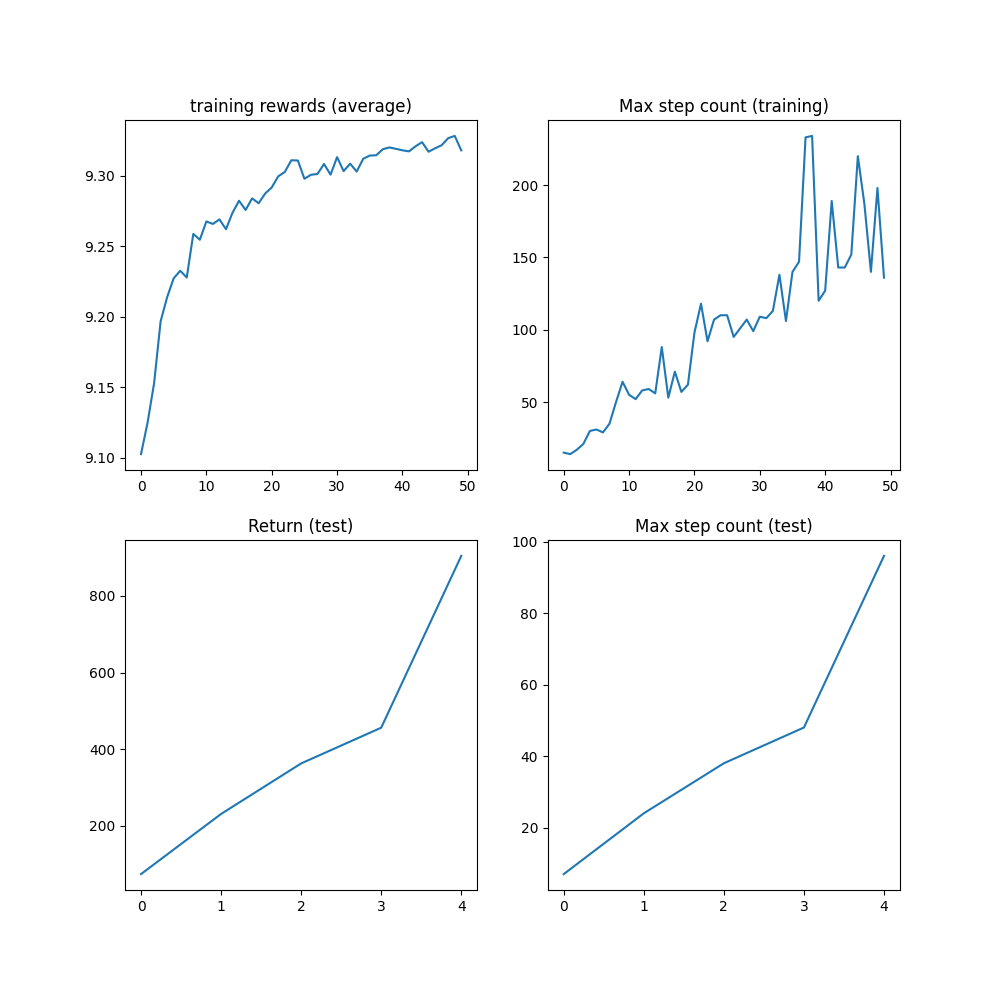 training rewards (average)
9.30
9.25
9.20
9.15
9.10
0 10 20 30 40 50
Max step count (training)
200
150
100
50
0 10 20 30 40 50
Return (test)
800
600
400
200
0 1 2 3 4
Max step count (test)
100
80
60
40
20
0 1 2 3 4